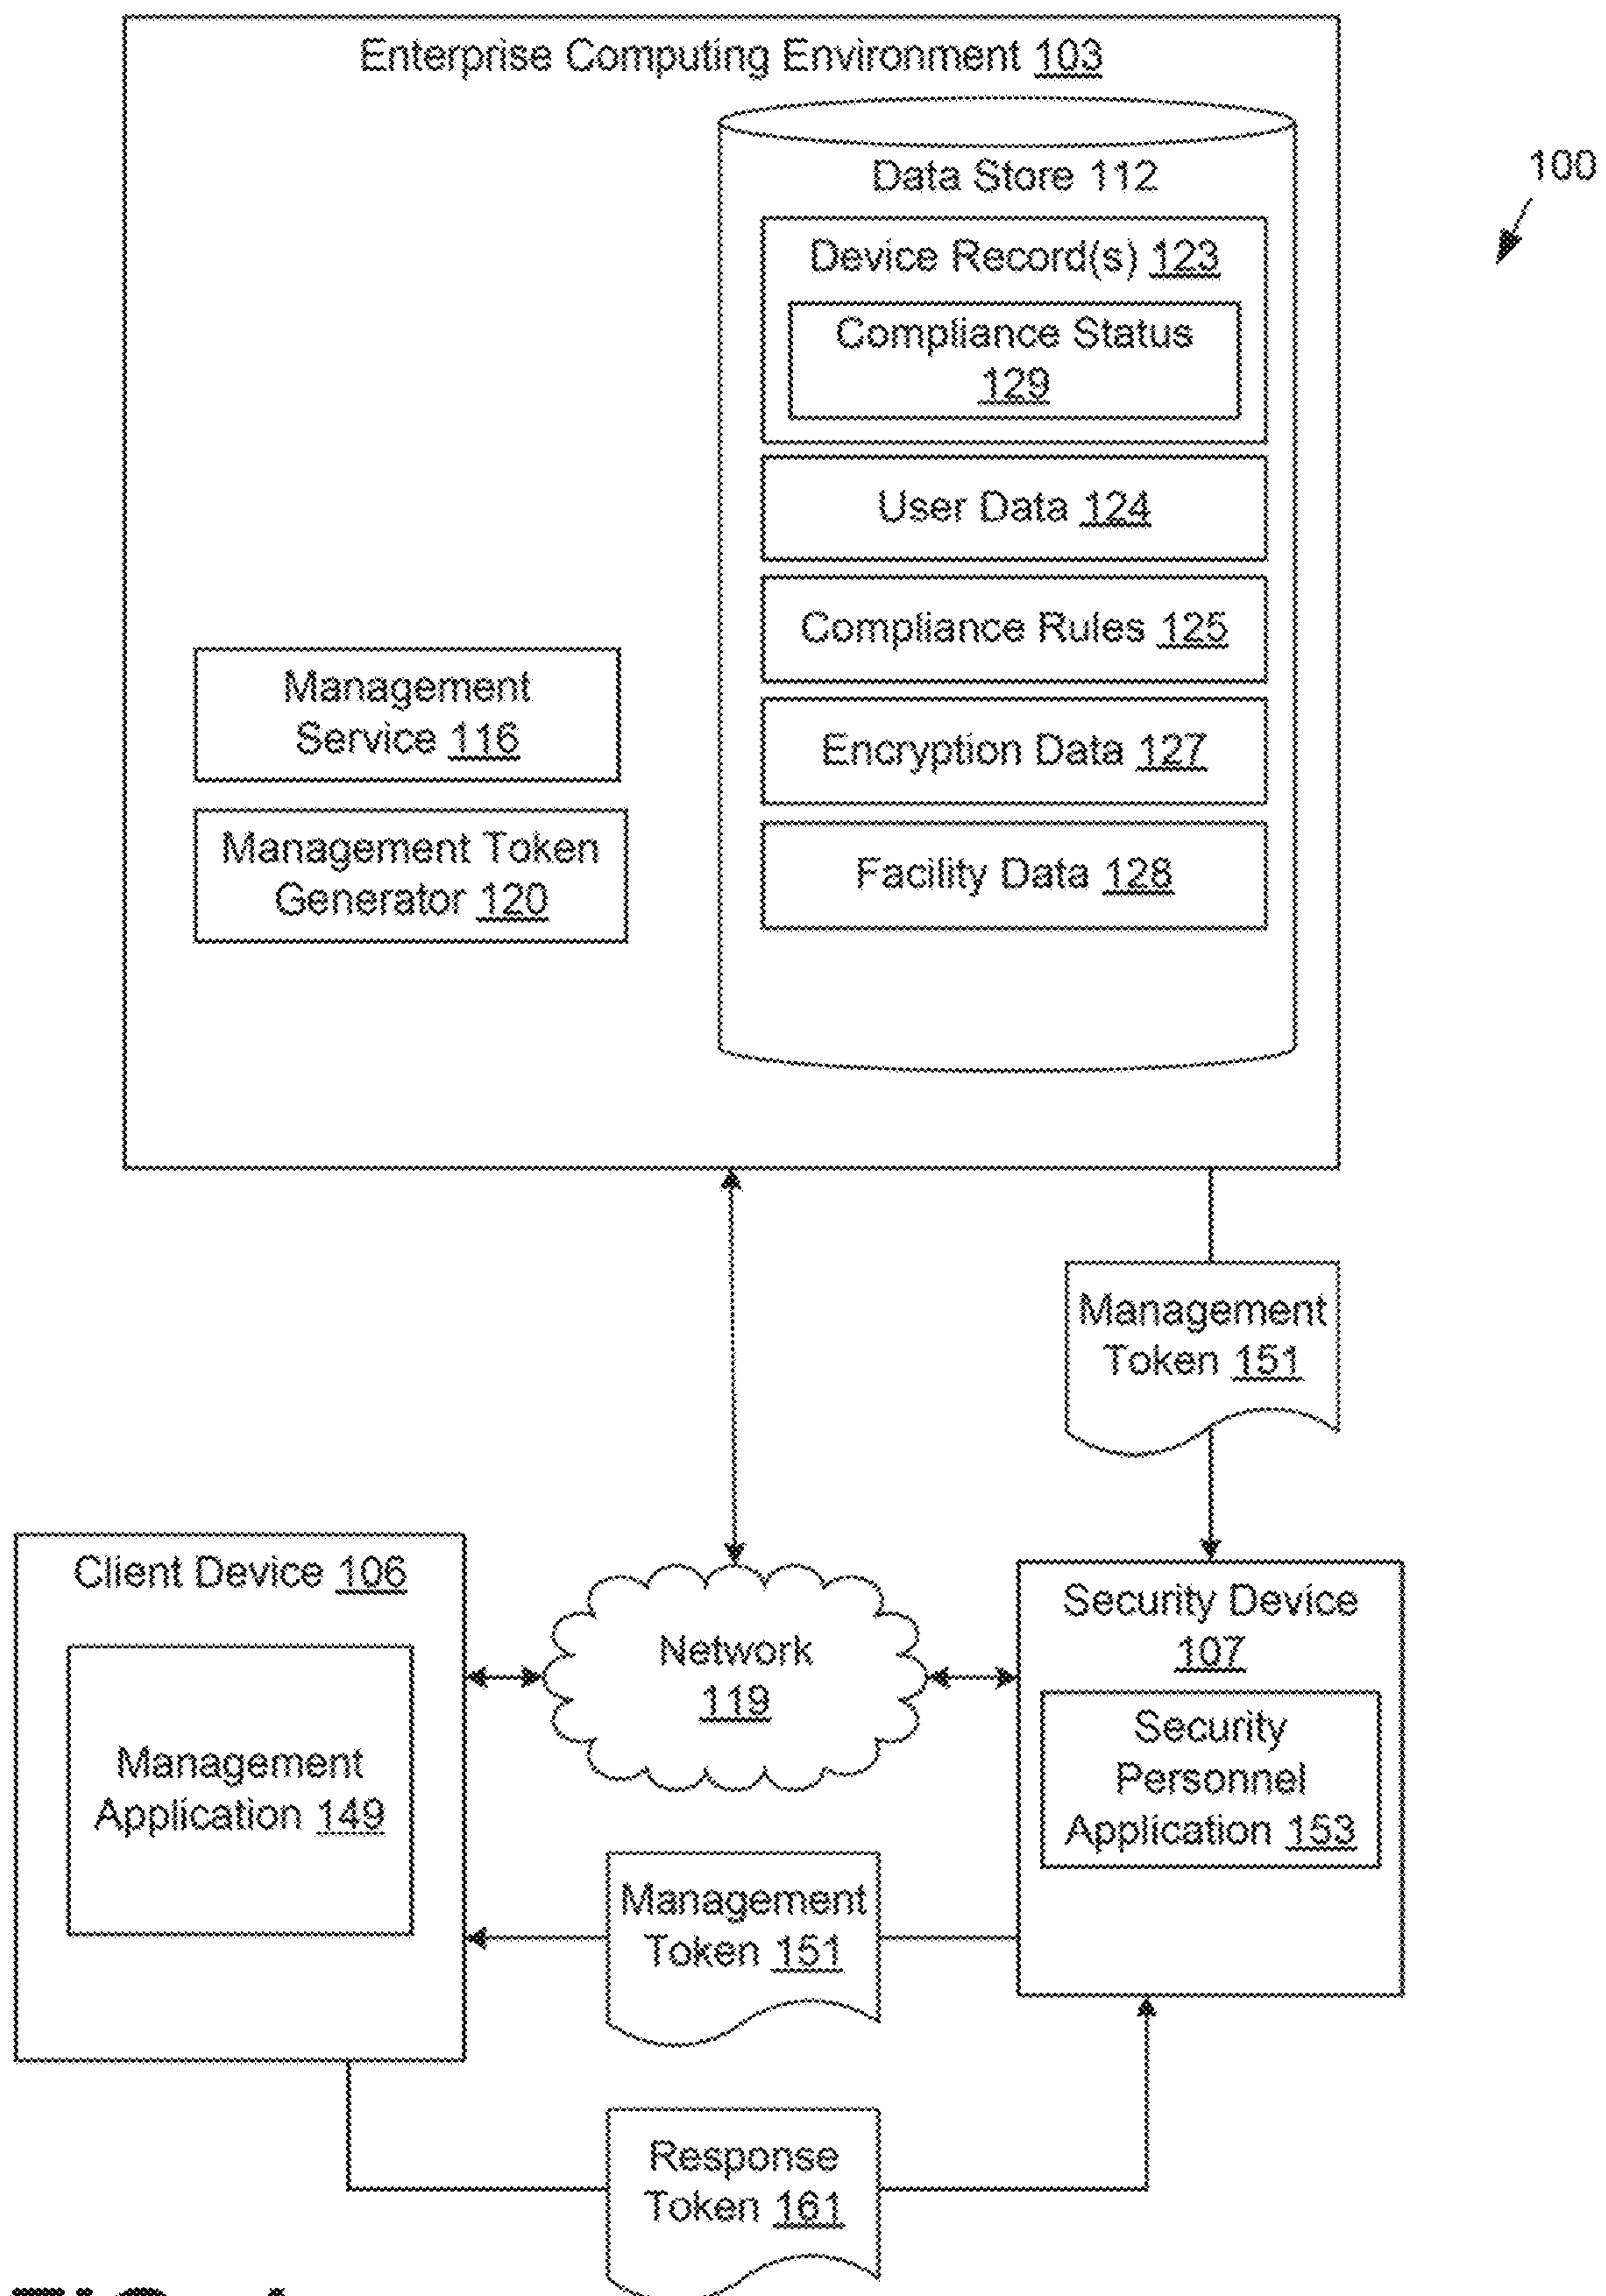 Enterprise Computing Environment 103
Data Store 112
100
Device Record(s) 123
Compliance Status
129
User Data 124
Compliance Rules 125
Management
Service 116
Encryption Data 127
Management Token
Generator 120
Facility Data 128
Management
Token 151
Client Device 106
Security Device
107
Network
119
Security
Personnel
Application 153
Management
Application 149
Management
Token 151
Response
Token 161